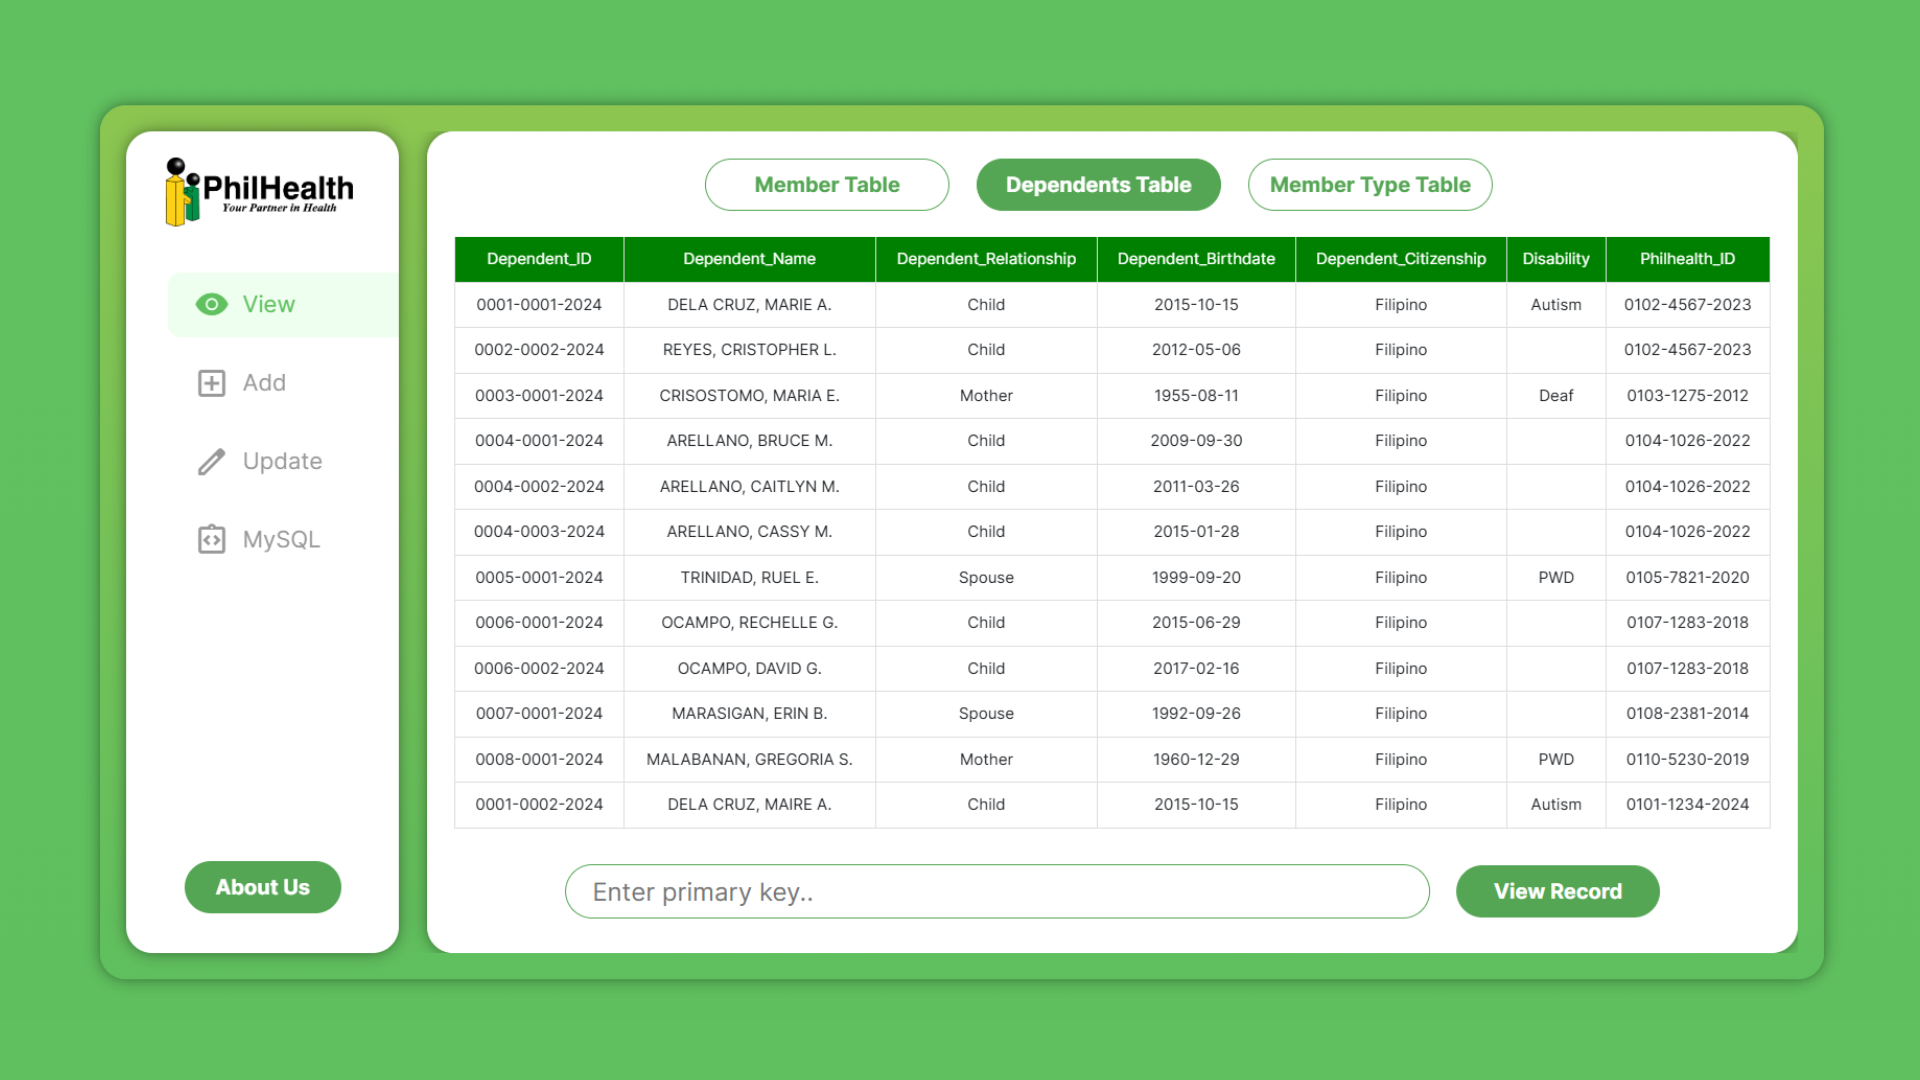 PhilHealth
Your Partner in Health
View
Add
Update
MySQL
About Us
Member Table Dependents Table Member Type Table
Dependent_ID Dependent_Name Dependent_Relationship Dependent_Birthdate Dependent_Citizenship Disability Philhealth_ID
0001-0001-2024 DELA CRUZ, MARIE A. Child 2015-10-15 Filipino Autism 0102-4567-2023
0002-0002-2024 REYES, CRISTOPHER L. Child 2012-05-06 Filipino 0102-4567-2023
0003-0001-2024 CRISOSTOMO, MARIA E. Mother 1955-08-11 Filipino Deaf 0103-1275-2012
0004-0001-2024 ARELLANO, BRUCE M. Child 2009-09-30 Filipino 0104-1026-2022
0004-0002-2024 ARELLANO, CAITLYN M. Child 2011-03-26 Filipino 0104-1026-2022
0004-0003-2024 ARELLANO, CASSY M. Child 2015-01-28 Filipino 0104-1026-2022
0005-0001-2024 TRINIDAD, RUEL E. Spouse 1999-09-20 Filipino PWD 0105-7821-2020
0006-0001-2024 OCAMPO, RECHELLE G. Child 2015-06-29 Filipino 0107-1283-2018
0006-0002-2024 OCAMPO, DAVID G. Child 2017-02-16 Filipino 0107-1283-2018
0007-0001-2024 MARASIGAN, ERIN B. Spouse 1992-09-26 Filipino 0108-2381-2014
0008-0001-2024 MALABANAN, GREGORIA S. Mother 1960-12-29 Filipino PWD 0110-5230-2019
0001-0002-2024 DELA CRUZ, MAIRE A. Child 2015-10-15 Filipino Autism 0101-1234-2024
Enter primary key.. View Record